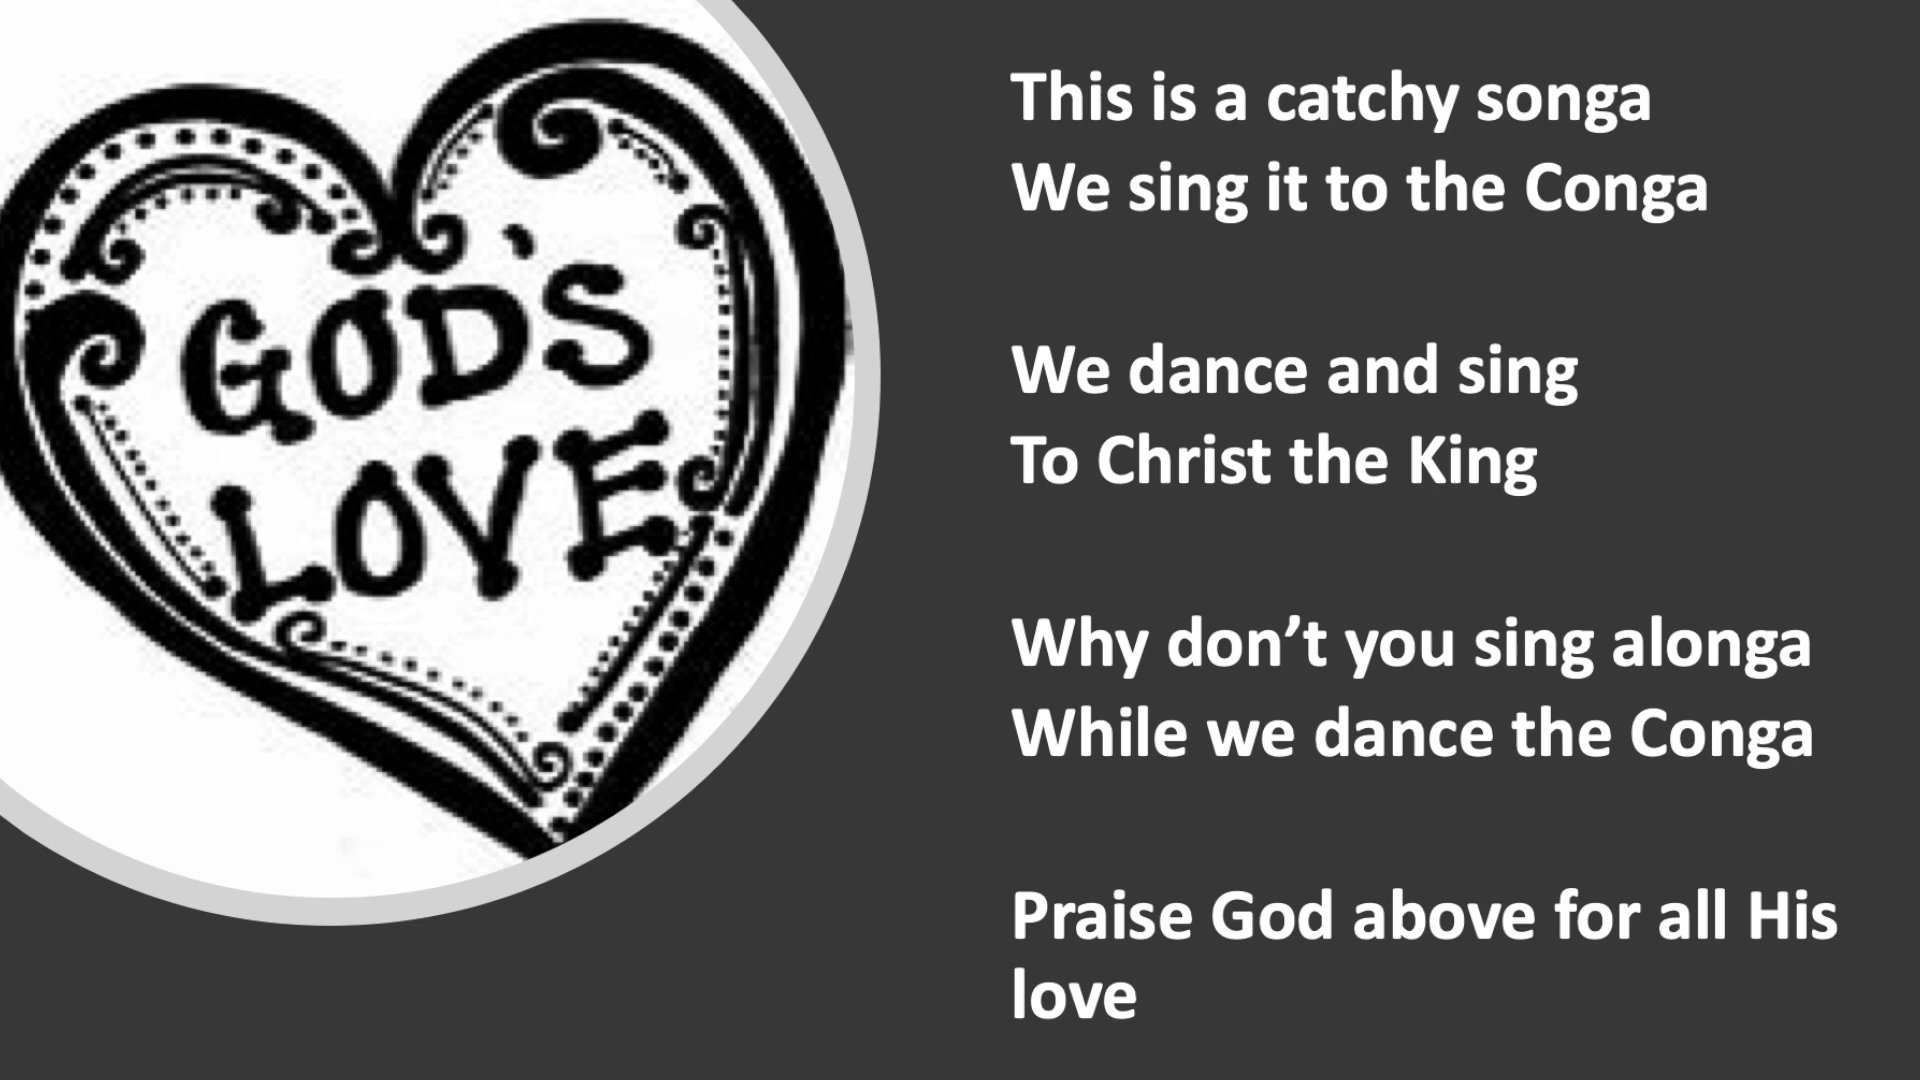 GOD'S
LOVE
This is a catchy songa
We sing it to the Conga
We dance and sing
To Christ the King
Why don’t you sing alonga
While we dance the Conga
Praise God above for all His
love